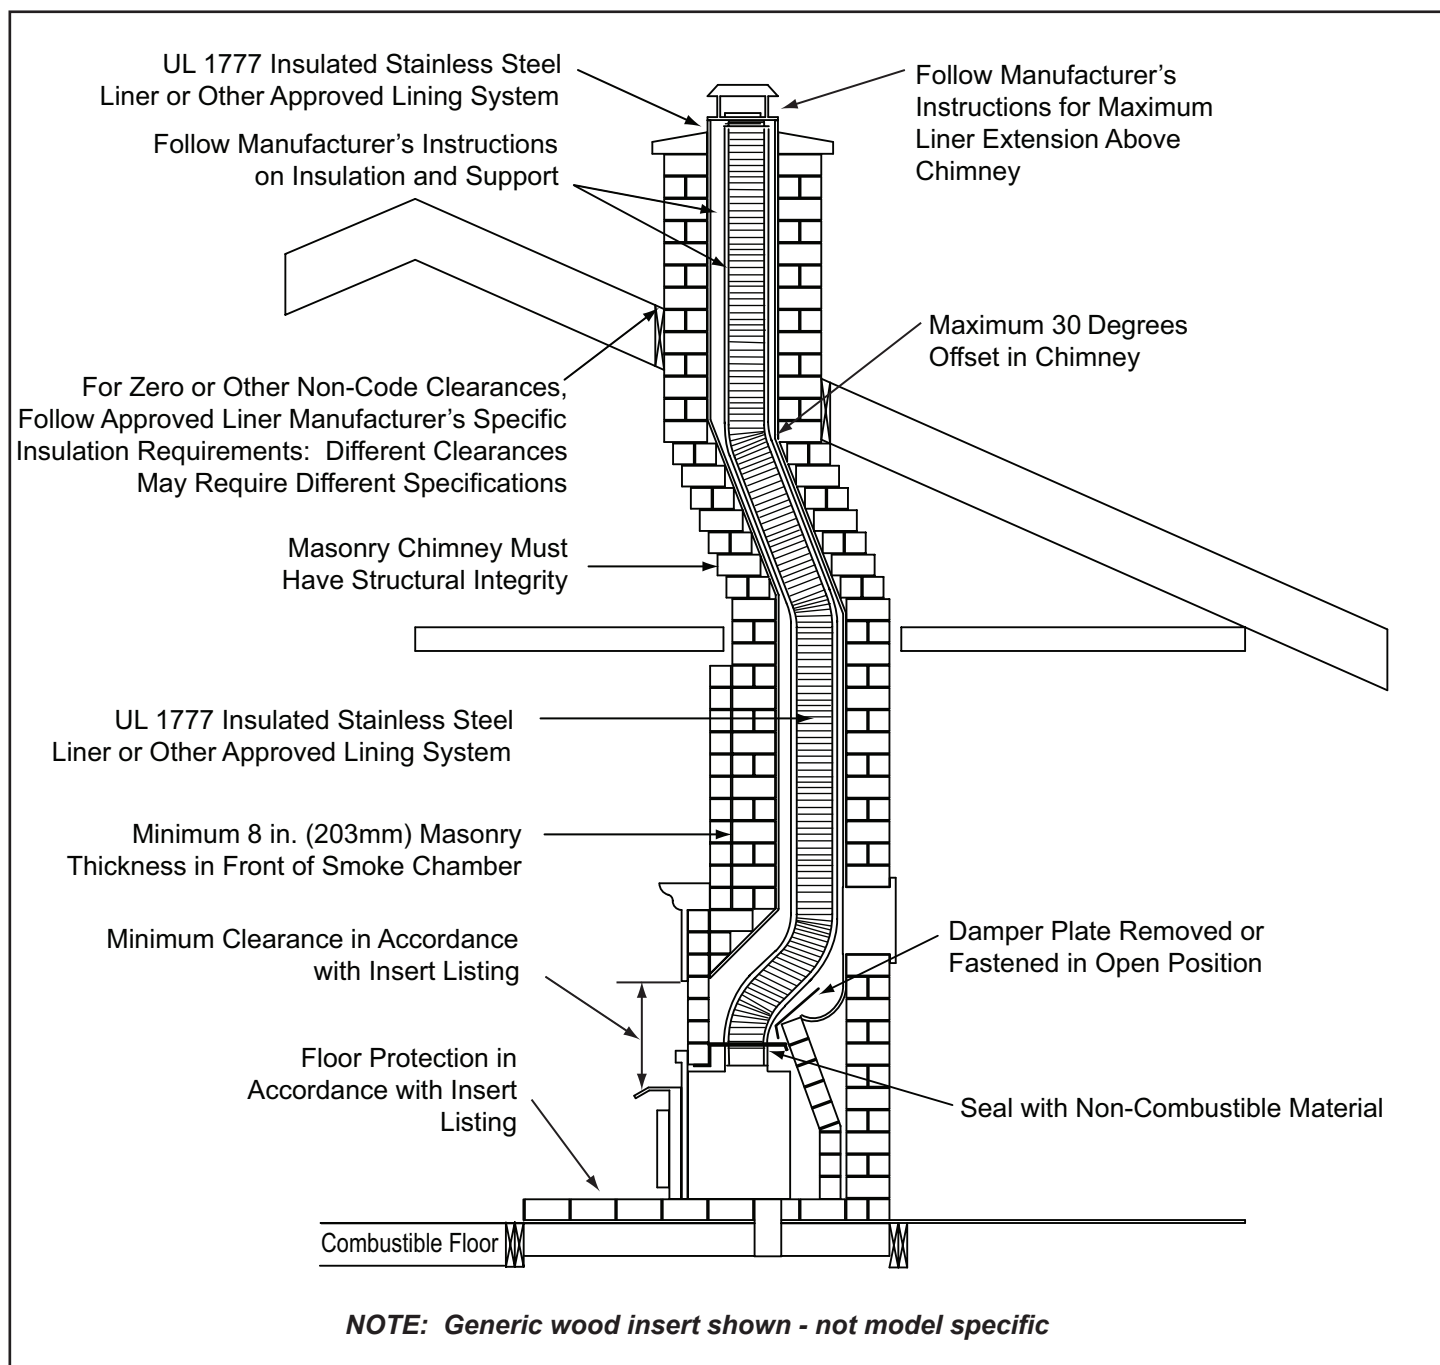 UL 1777 Insulated Stainless Steel
Liner or Other Approved Lining System
Follow Manufacturer's Instructions
on Insulation and Support
Follow Manufacturer's
Instructions for Maximum
Liner Extension Above
Chimney
Maximum 30 Degrees
Offset in Chimney
For Zero or Other Non-Code Clearances,
Follow Approved Liner Manufacturer's Specific
Insulation Requirements: Different Clearances
May Require Different Specifications
Masonry Chimney Must
Have Structural Integrity
UL 1777 Insulated Stainless Steel
Liner or Other Approved Lining System
Minimum 8 in. (203mm) Masonry
Thickness in Front of Smoke Chamber
Minimum Clearance in Accordance
with Insert Listing
Damper Plate Removed or
Fastened in Open Position
Floor Protection in
Accordance with Insert
Listing
Seal with Non-Combustible Material
Combustible Floor
NOTE: Generic wood insert shown - not model specific